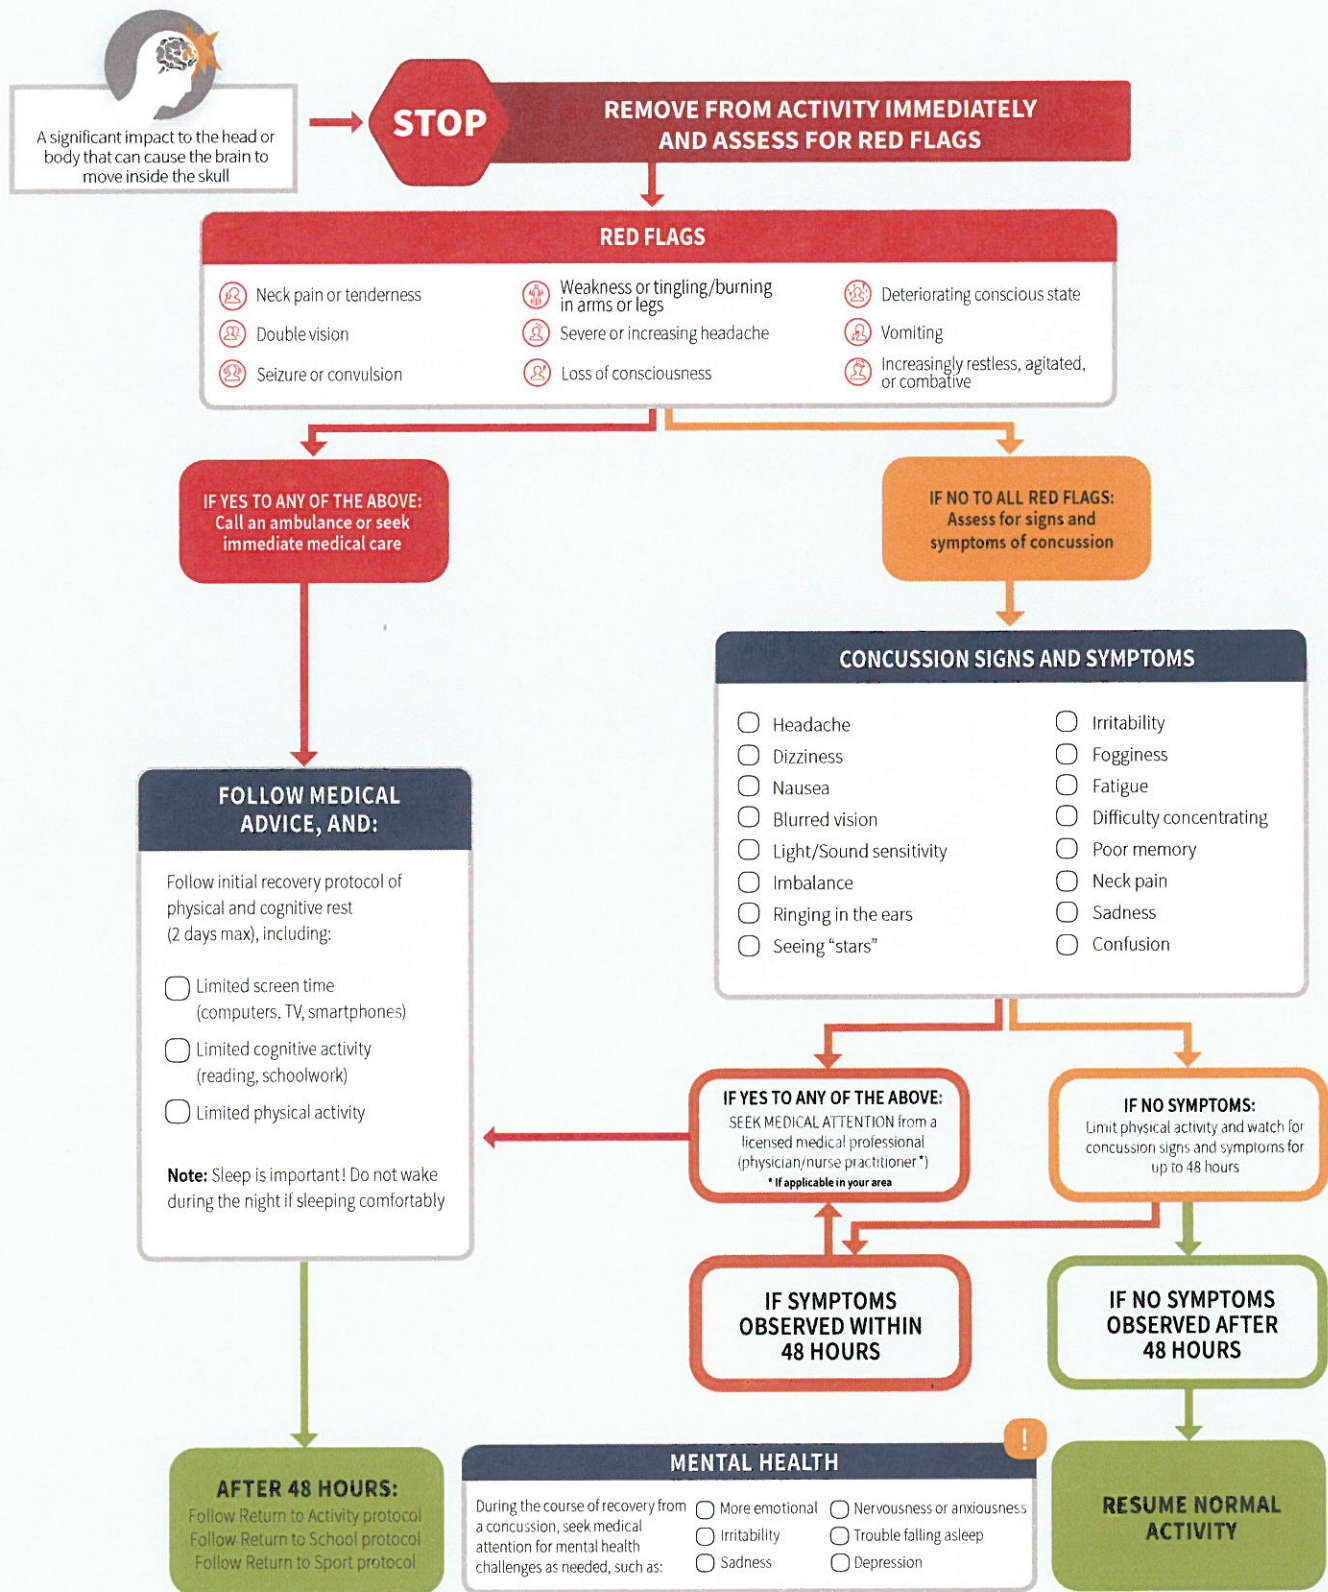 A significant impact to the head or
body that can cause the brain to
move inside the skull
STOP
REMOVE FROM ACTIVITY IMMEDIATELY
AND ASSESS FOR RED FLAGS
RED FLAGS
Neck pain or tenderness
Double vision
Seizure or convulsion
Weakness or tingling/burning
in arms or legs
Severe or increasing headache
Loss of consciousness
Deteriorating conscious state
Vomiting
Increasingly restless, agitated,
or combative
IF YES TO ANY OF THE ABOVE:
Call an ambulance or seek
immediate medical care
IF NO TO ALL RED FLAGS:
Assess for signs and
symptoms of concussion
CONCUSSION SIGNS AND SYMPTOMS
Headache
Dizziness
Nausea
Blurred vision
Light/Sound sensitivity
Imbalance
Ringing in the ears
Seeing "stars"
Irritability
Fogginess
Fatigue
Difficulty concentrating
Poor memory
Neck pain
Sadness
Confusion
FOLLOW MEDICAL
ADVICE, AND:
Follow initial recovery protocol of
physical and cognitive rest
(2 days max), including:
Limited screen time
(computers, TV, smartphones)
Limited cognitive activity
(reading, schoolwork)
Limited physical activity
Note: Sleep is important! Do not wake
during the night if sleeping comfortably
IF YES TO ANY OF THE ABOVE:
SEEK MEDICAL ATTENTION from a
licensed medical professional
(physician/nurse practitioner*)
* If applicable in your area
IF NO SYMPTOMS:
Limit physical activity and watch for
concussion signs and symptoms for
up to 48 hours
IF SYMPTOMS
OBSERVED WITHIN
48 HOURS
IF NO SYMPTOMS
OBSERVED AFTER
48 HOURS
AFTER 48 HOURS:
Follow Return to Activity protocol
Follow Return to School protocol
Follow Return to Sport protocol
!
MENTAL HEALTH
During the course of recovery from
a concussion, seek medical
attention for mental health
challenges as needed, such as:
More emotional
Irritability
Sadness
Nervousness or anxiousness
Trouble falling asleep
Depression
RESUME NORMAL
ACTIVITY